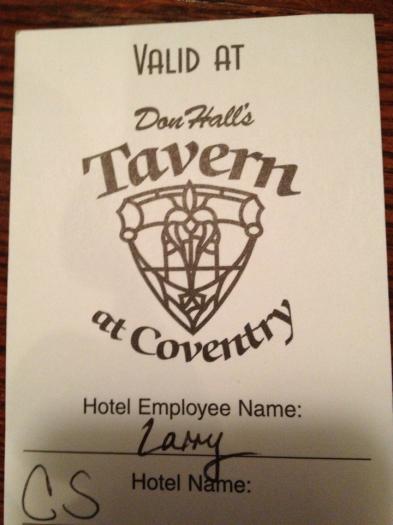 VALID AT
Don Hall's
Tavern
at Coventry
Hotel Employee Name:
Larry
Hotel Name:
CS